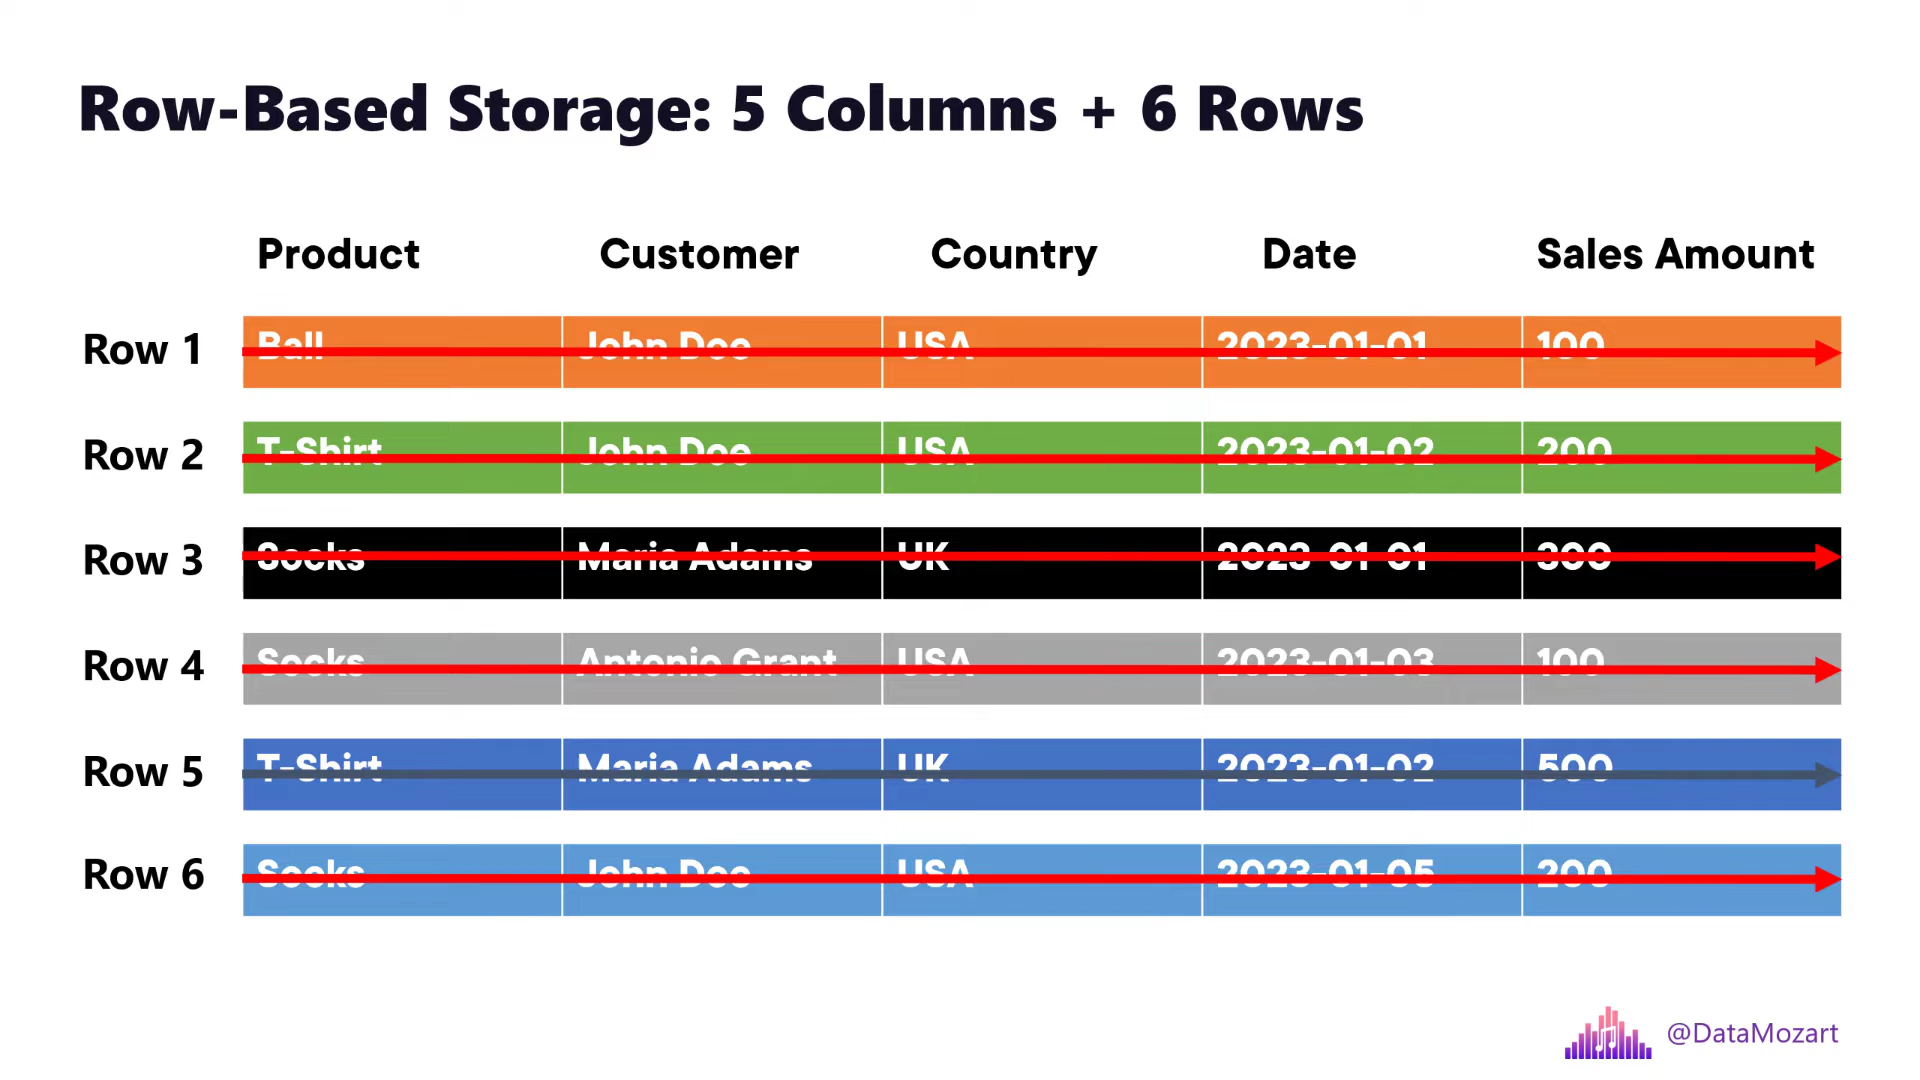 Row-Based Storage: 5 Columns + 6 Rows
Product Customer Country Date Sales Amount
Row 1 Ball John Doe USA 2023-01-01 100
Row 2 T-Shirt John Doe USA 2023-01-02 200
Row 3 Socks Maria Adams UK 2023-01-01 300
Row 4 Socks Antonio Grant USA 2023-01-03 100
Row 5 T-Shirt Maria Adams UK 2023-01-02 500
Row 6 Socks John Doe USA 2023-01-05 200
@DataMozart